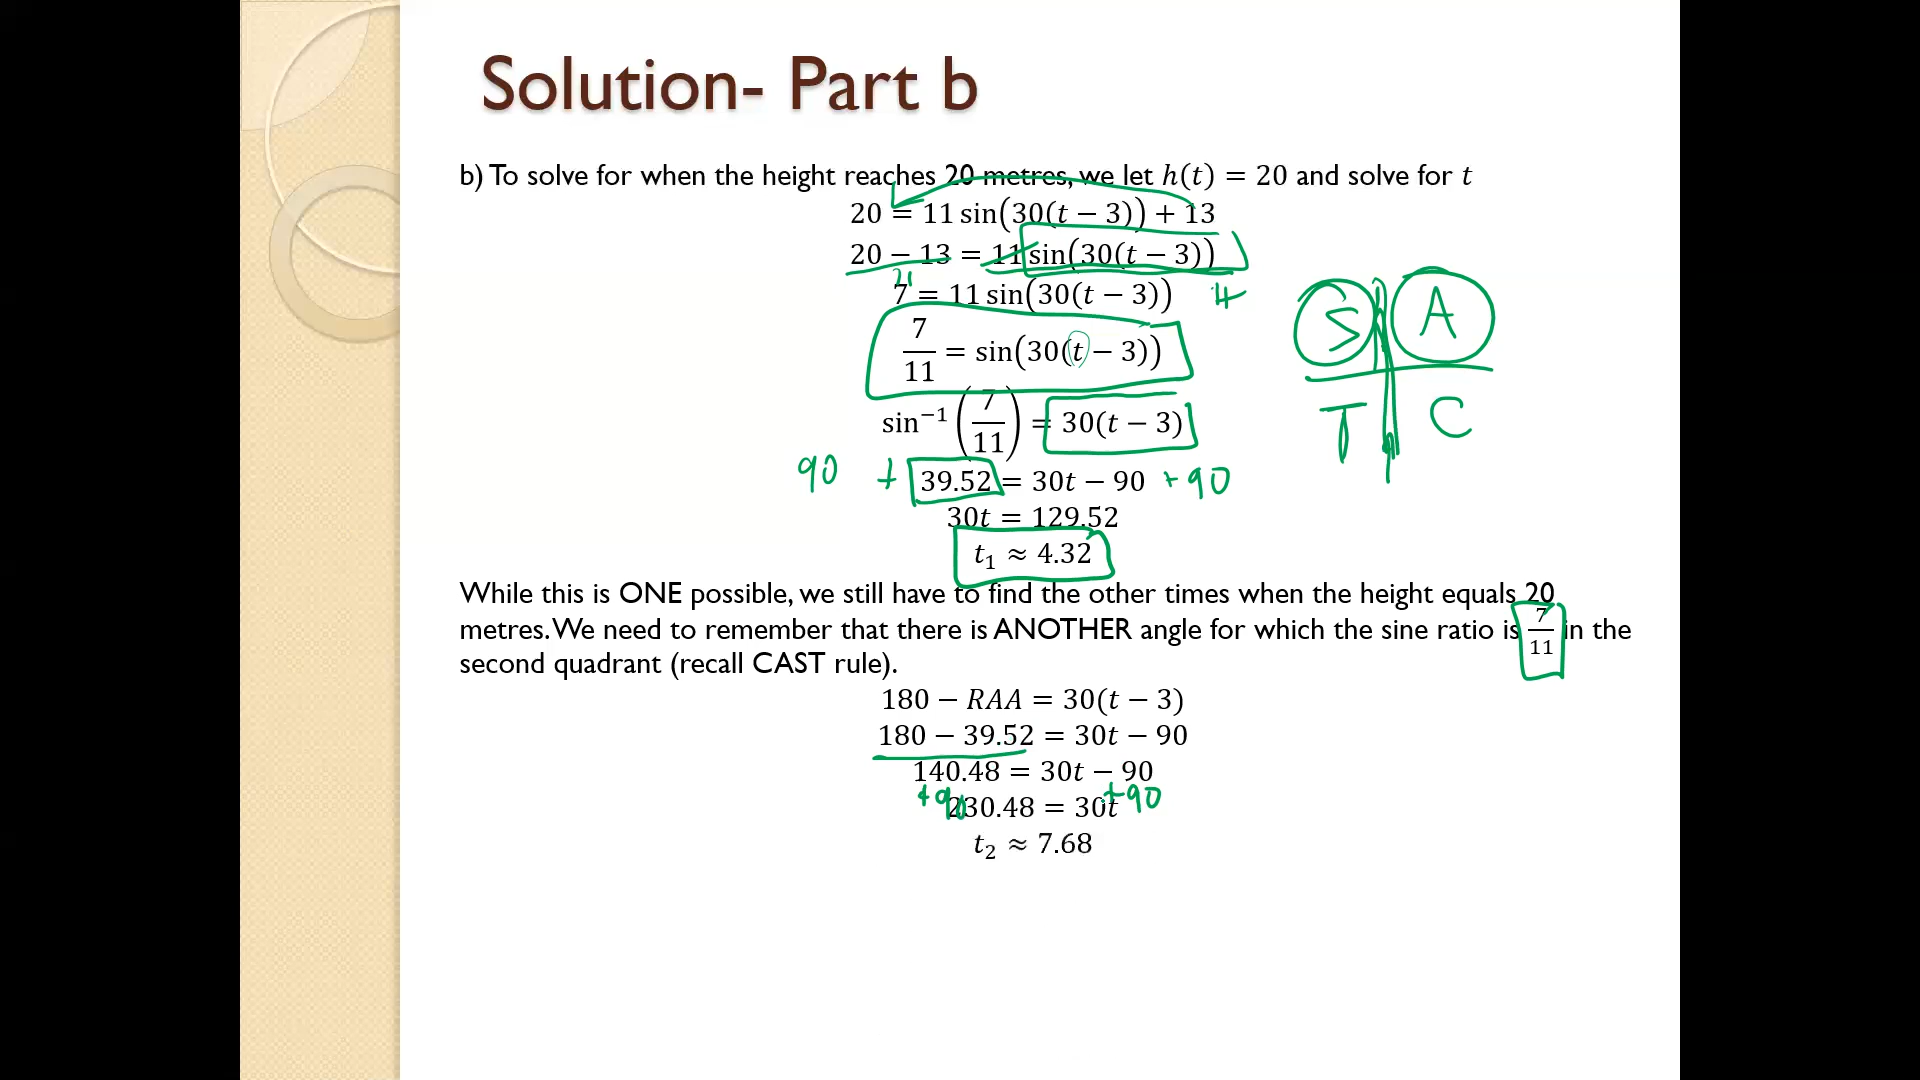 Solution- Part b
b) To solve for when the height reaches 20 metres, we let h(t) = 20 and solve for t
20 = 11 sin(30(t − 3)) + 13
20 − 13 = 11 sin(30(t − 3))
7 = 11 sin(30(t − 3))
7/11 = sin(30(t − 3))
S A
sin⁻¹(7/11) = 30(t − 3)
T C
90 + 39.52 = 30t − 90 + 90
30t = 129.52
t₁ ≈ 4.32
While this is ONE possible, we still have to find the other times when the height equals 20
metres. We need to remember that there is ANOTHER angle for which the sine ratio is 7/11 in the
second quadrant (recall CAST rule).
180 − RAA = 30(t − 3)
180 − 39.52 = 30t − 90
140.48 = 30t − 90
+90 +90
230.48 = 30t
t₂ ≈ 7.68